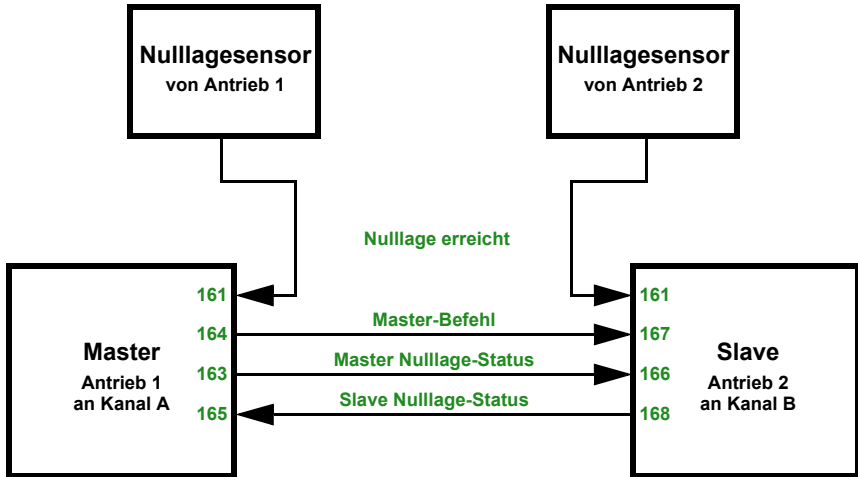 Nulllagesensor
von Antrieb 1
Nulllagesensor
von Antrieb 2
Nulllage erreicht
161
161
Master-Befehl
164
167
Master
Master Nulllage-Status
Slave
163
166
Antrieb 1
an Kanal A
Antrieb 2
an Kanal B
Slave Nulllage-Status
165
168